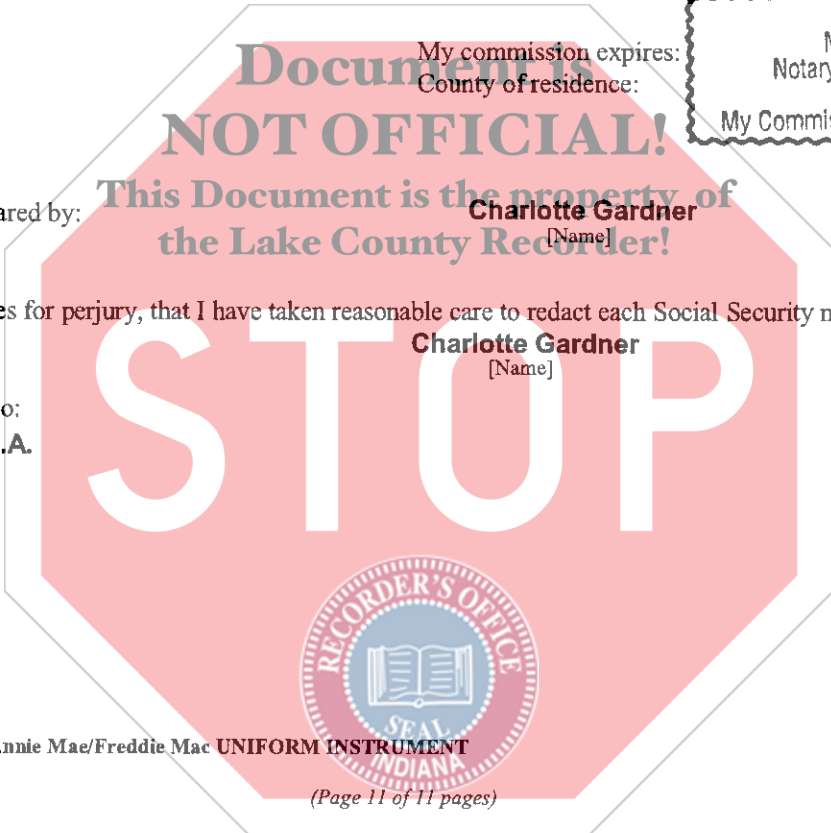 My commission expires:
Document is
County of residence:
Notary
NOT OFFICIAL!
My Commis
This Document is the property of
ared by:
Charlotte Gardner
[Name]
the Lake County Recorder!
es for perjury, that I have taken reasonable care to redact each Social Security n
Charlotte Gardner
[Name]
o:
.A.
STOP
RECORDER'S OFFICE
SEAL
INDIANA
nnie Mae/Freddie Mac UNIFORM INSTRUMENT
(Page 11 of 11 pages)